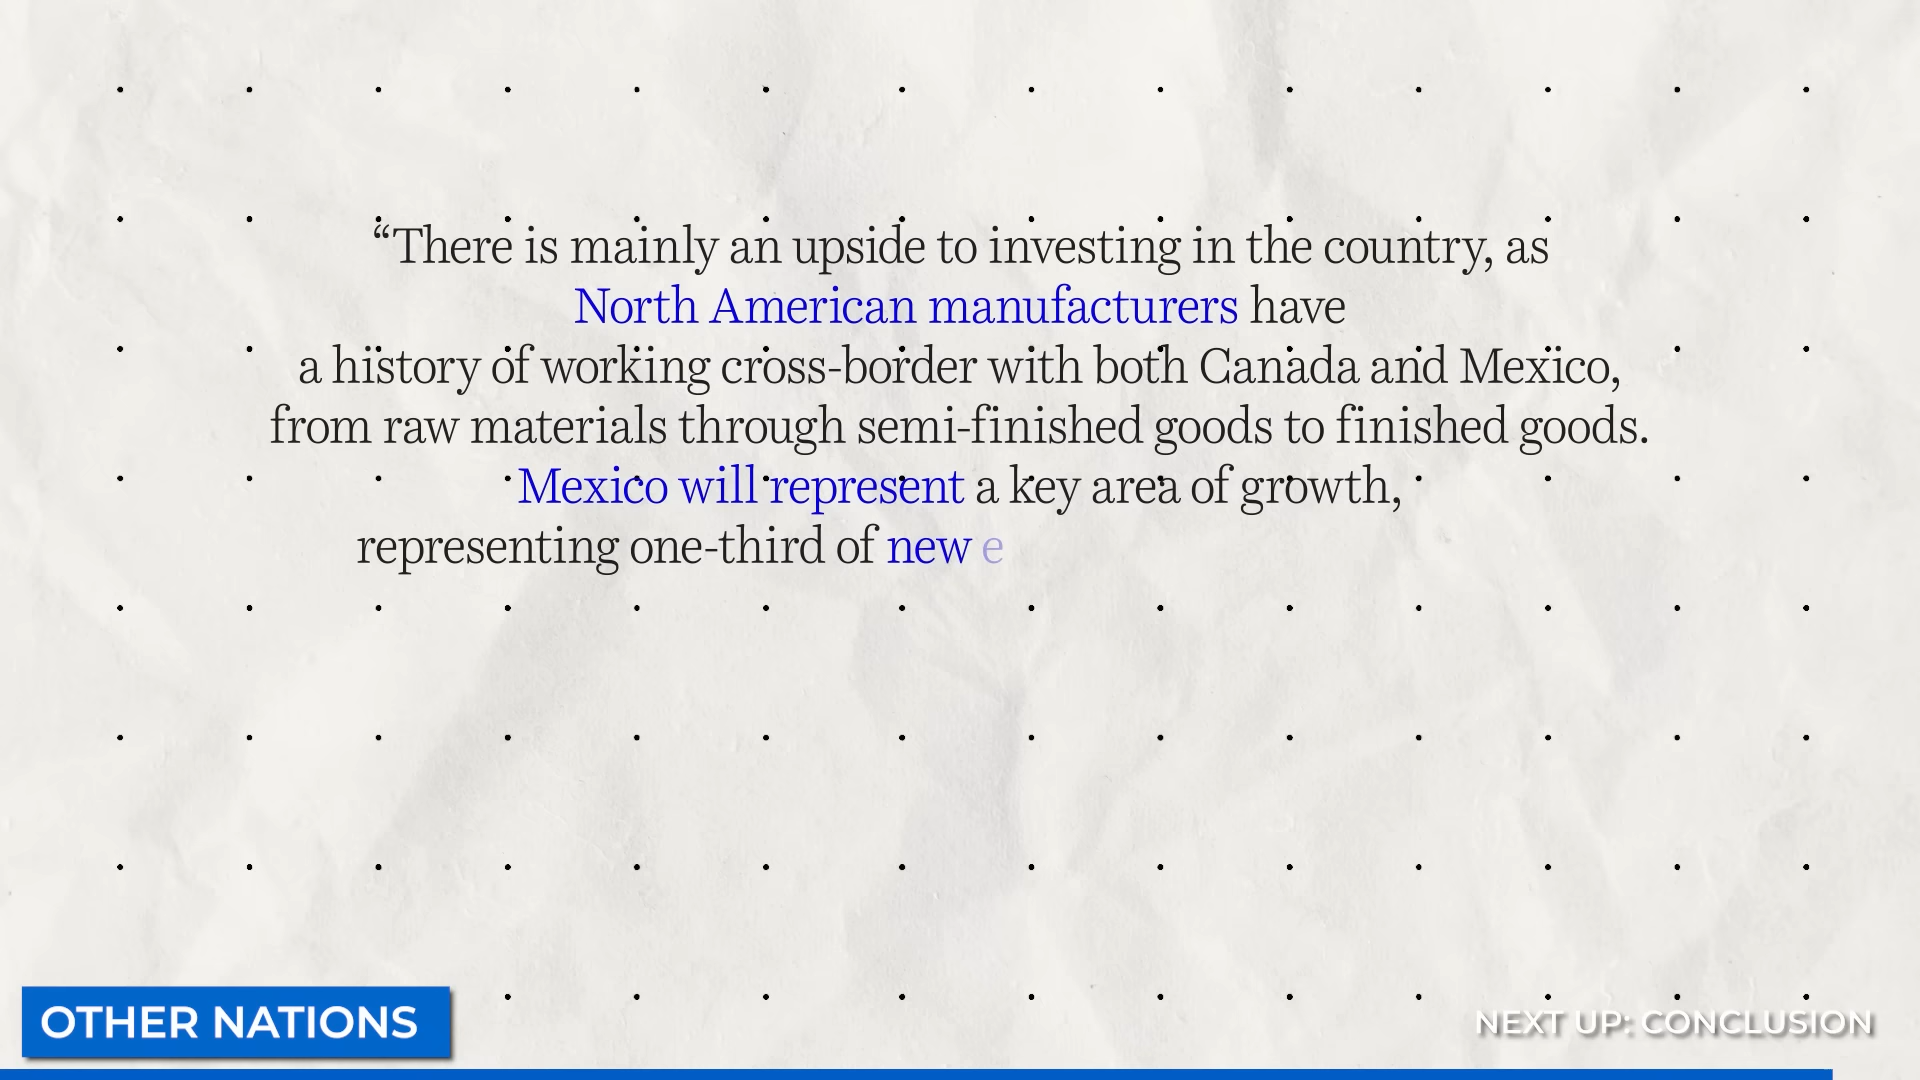 “There is mainly an upside to investing in the country, as
North American manufacturers have
a history of working cross-border with both Canada and Mexico,
from raw materials through semi-finished goods to finished goods.
Mexico will represent a key area of growth,
representing one-third of new e
OTHER NATIONS
NEXT UP: CONCLUSION